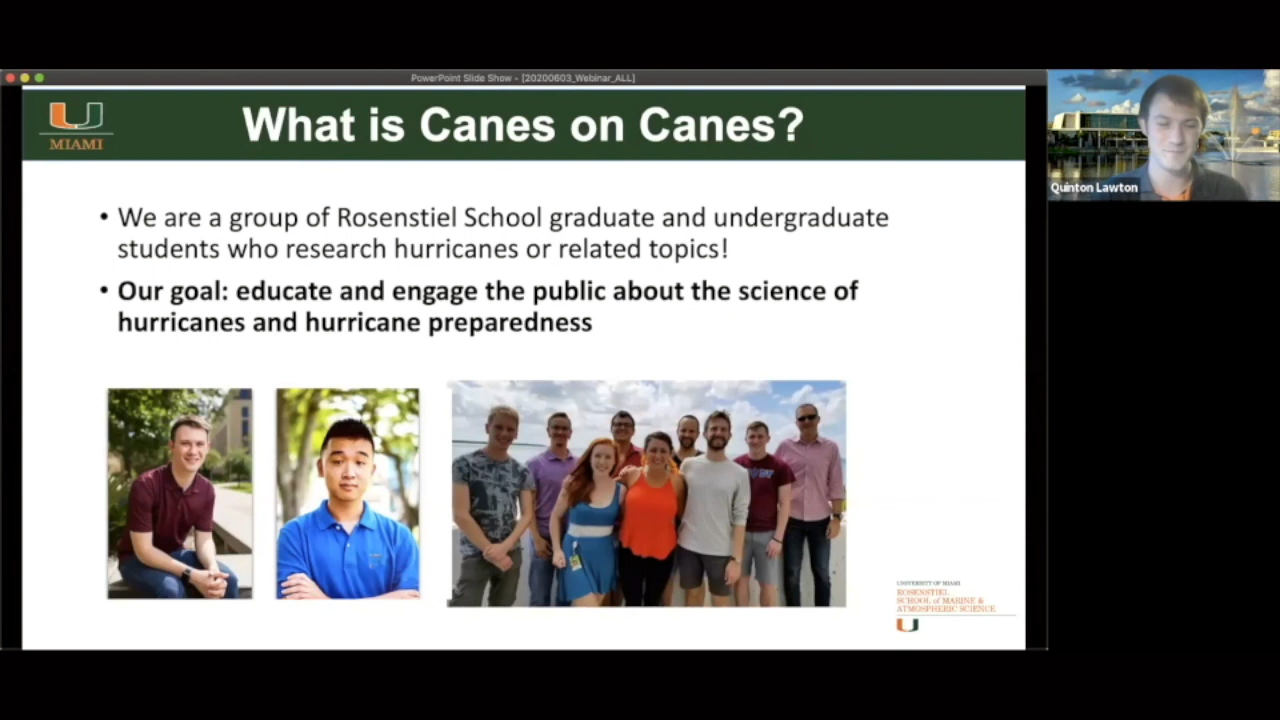 PowerPoint Slide Show - [20200603_Webinar_ALL]
U
MIAMI
What is Canes on Canes?
• We are a group of Rosenstiel School graduate and undergraduate
students who research hurricanes or related topics!
• Our goal: educate and engage the public about the science of
hurricanes and hurricane preparedness
UNIVERSITY OF MIAMI
ROSENSTIEL
SCHOOL of MARINE &
ATMOSPHERIC SCIENCE
U
Quinton Lawton